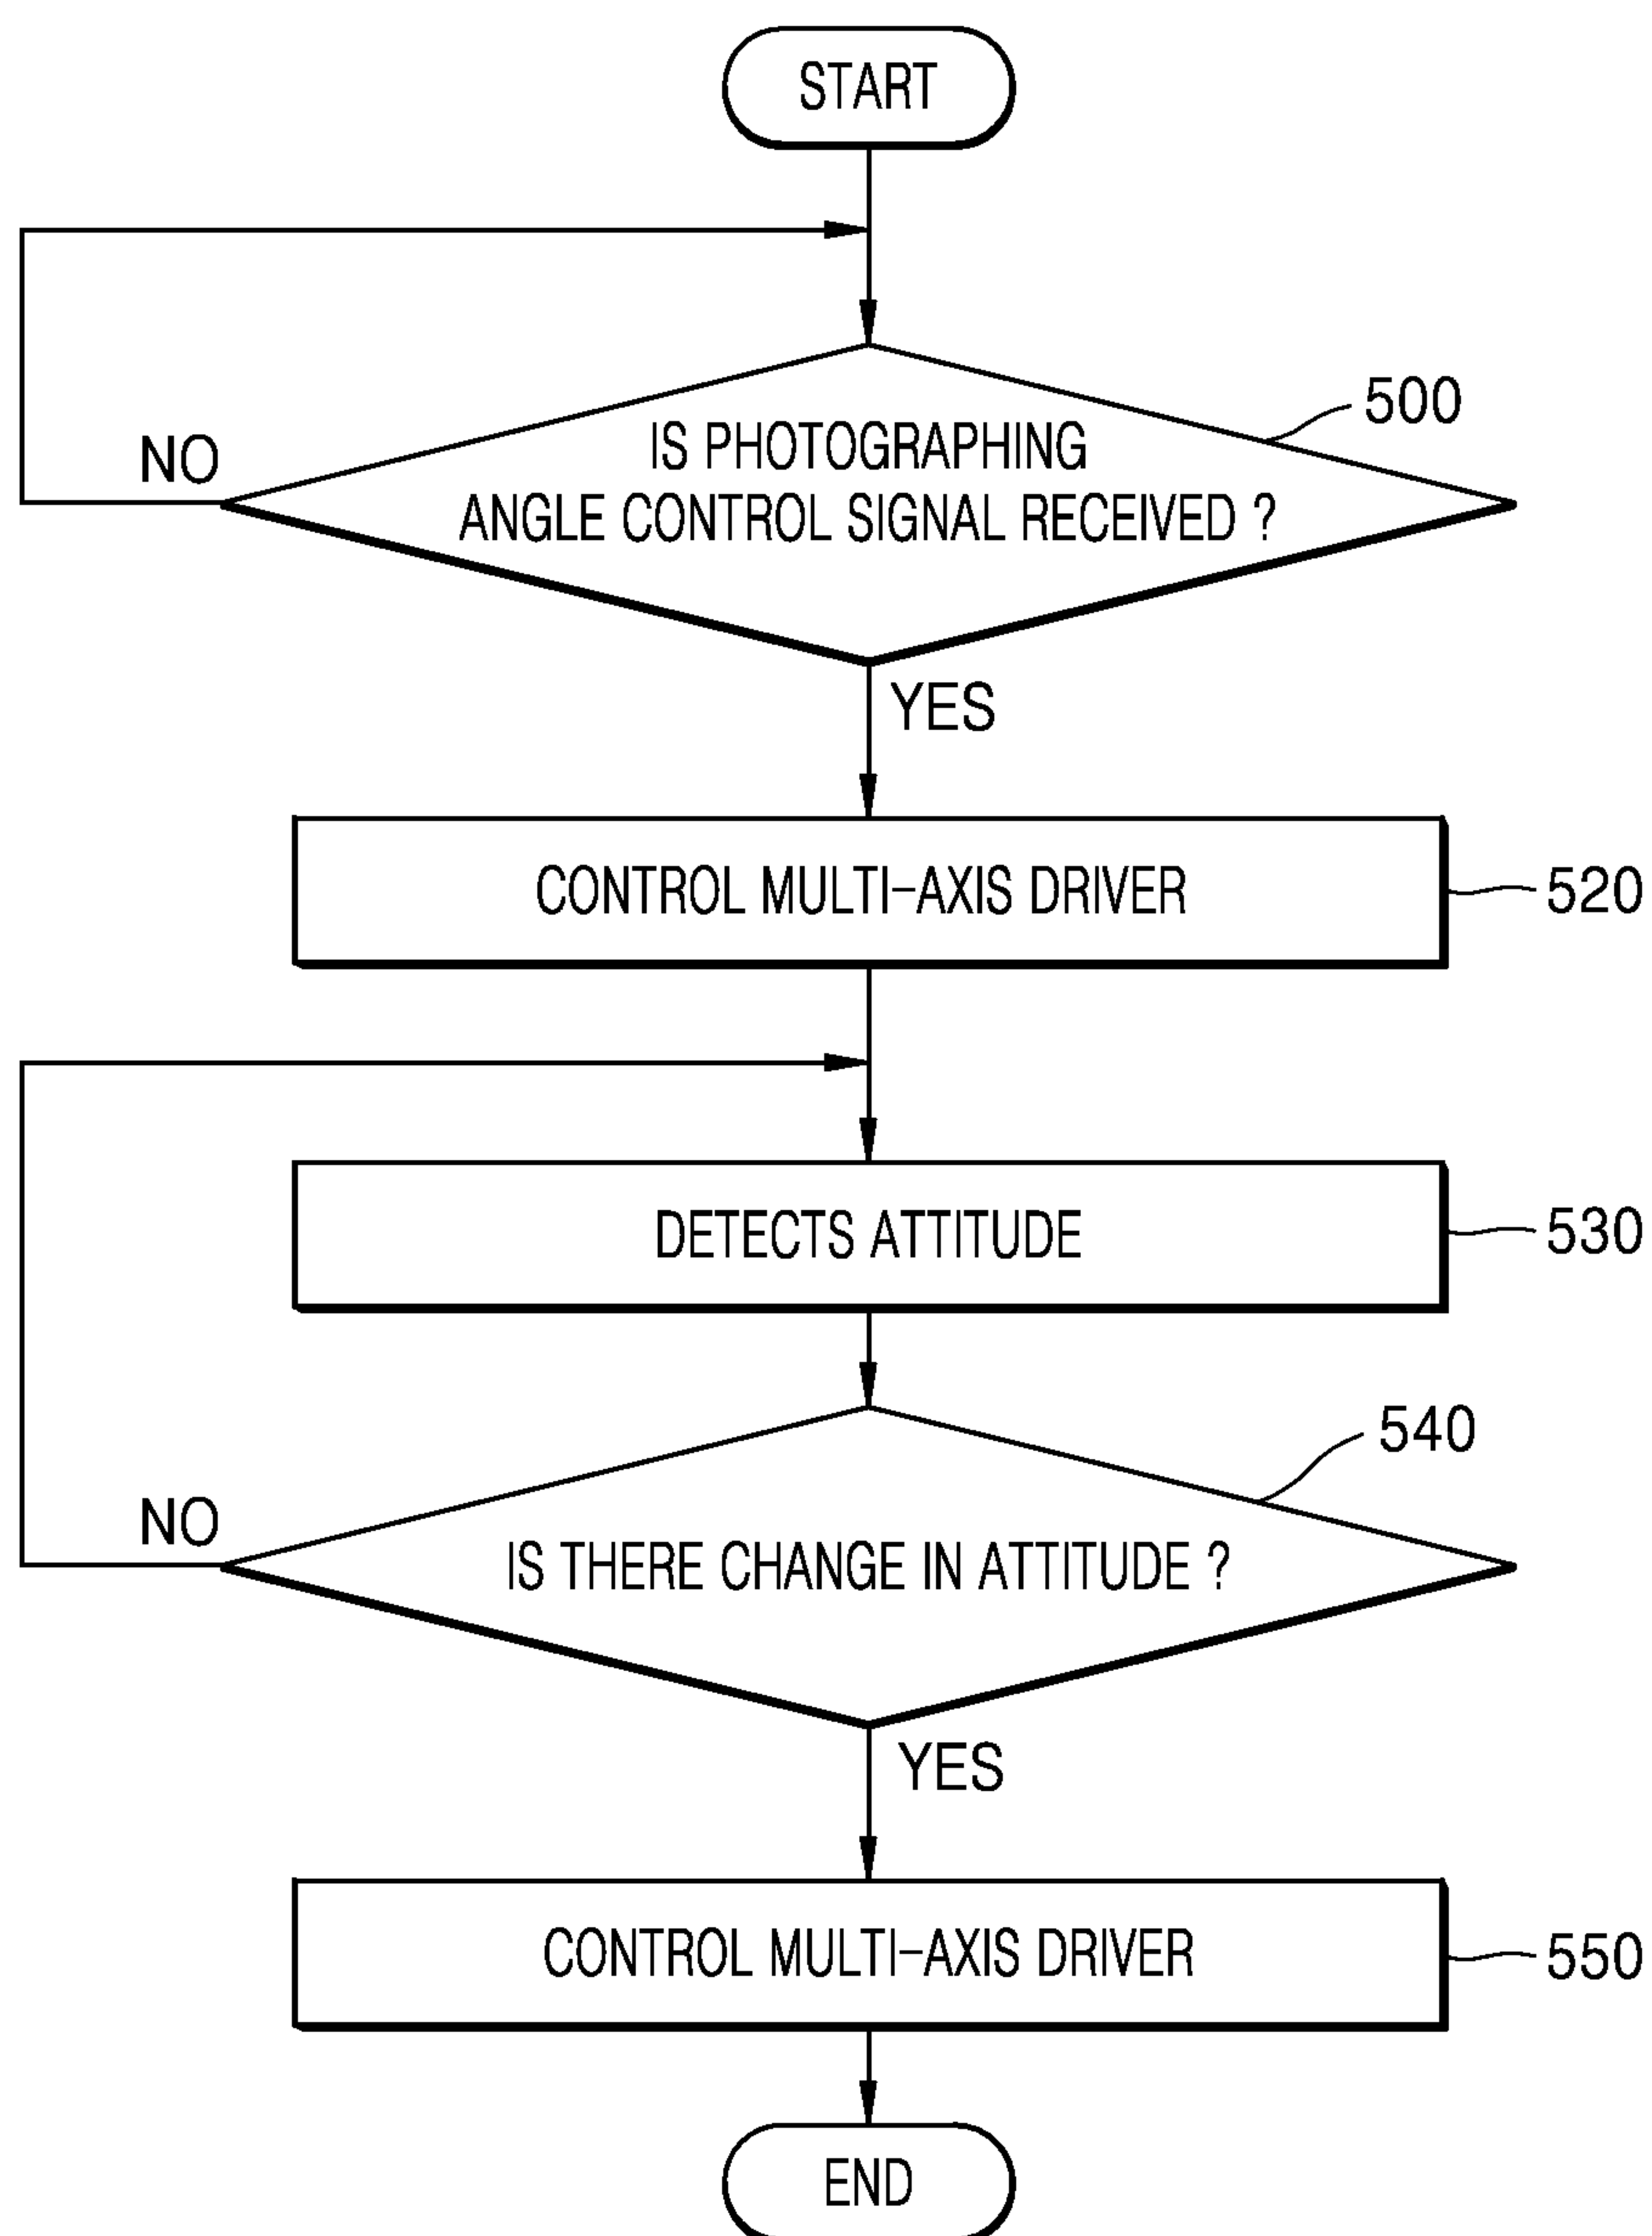 START
500
IS PHOTOGRAPHING
ANGLE CONTROL SIGNAL RECEIVED ?
NO
YES
CONTROL MULTI-AXIS DRIVER
520
DETECTS ATTITUDE
530
540
IS THERE CHANGE IN ATTITUDE ?
NO
YES
CONTROL MULTI-AXIS DRIVER
550
END